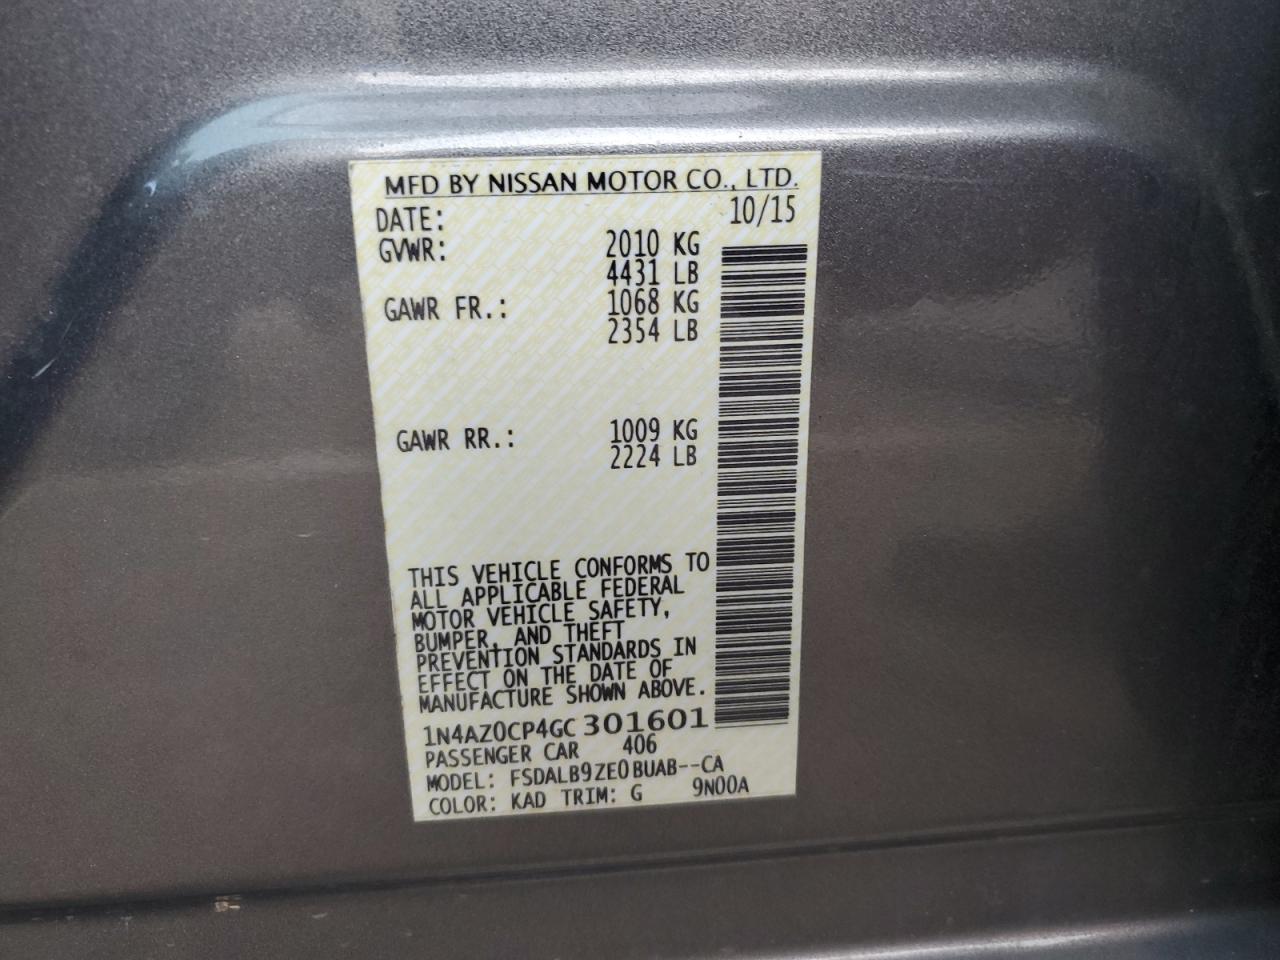 MFD BY NISSAN MOTOR CO., LTD.
DATE: 10/15
GVWR: 2010 KG
4431 LB
GAWR FR.: 1068 KG
2354 LB
GAWR RR.: 1009 KG
2224 LB
THIS VEHICLE CONFORMS TO
ALL APPLICABLE FEDERAL
MOTOR VEHICLE SAFETY,
BUMPER, AND THEFT
PREVENTION STANDARDS IN
EFFECT ON THE DATE OF
MANUFACTURE SHOWN ABOVE.
1N4AZ0CP4GC301601
PASSENGER CAR 406
MODEL: FSDALB9ZE0BUAB--CA
COLOR: KAD TRIM: G 9N00A